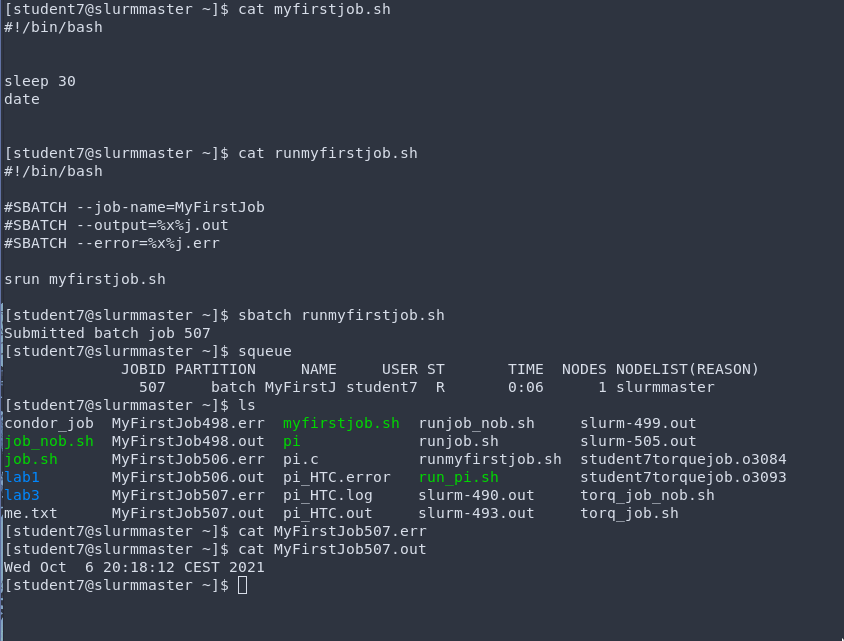 [student7@slurmmaster ~]$ cat myfirstjob.sh
#!/bin/bash
sleep 30
date
[student7@slurmmaster ~]$ cat runmyfirstjob.sh
#!/bin/bash
#SBATCH --job-name=MyFirstJob
#SBATCH --output=%x%j.out
#SBATCH --error=%x%j.err
srun myfirstjob.sh
[student7@slurmmaster ~]$ sbatch runmyfirstjob.sh
Submitted batch job 507
[student7@slurmmaster ~]$ squeue
JOBID PARTITION     NAME     USER ST       TIME  NODES NODELIST(REASON)
507     batch MyFirstJ student7  R       0:06      1 slurmmaster
[student7@slurmmaster ~]$ ls
condor_job  MyFirstJob498.err  myfirstjob.sh  runjob_nob.sh     slurm-499.out
job_nob.sh  MyFirstJob498.out  pi             runjob.sh         slurm-505.out
job.sh      MyFirstJob506.err  pi.c           runmyfirstjob.sh  student7torquejob.o3084
lab1        MyFirstJob506.out  pi_HTC.error   run_pi.sh         student7torquejob.o3093
lab3        MyFirstJob507.err  pi_HTC.log     slurm-490.out     torq_job_nob.sh
me.txt      MyFirstJob507.out  pi_HTC.out     slurm-493.out     torq_job.sh
[student7@slurmmaster ~]$ cat MyFirstJob507.err
[student7@slurmmaster ~]$ cat MyFirstJob507.out
Wed Oct  6 20:18:12 CEST 2021
[student7@slurmmaster ~]$